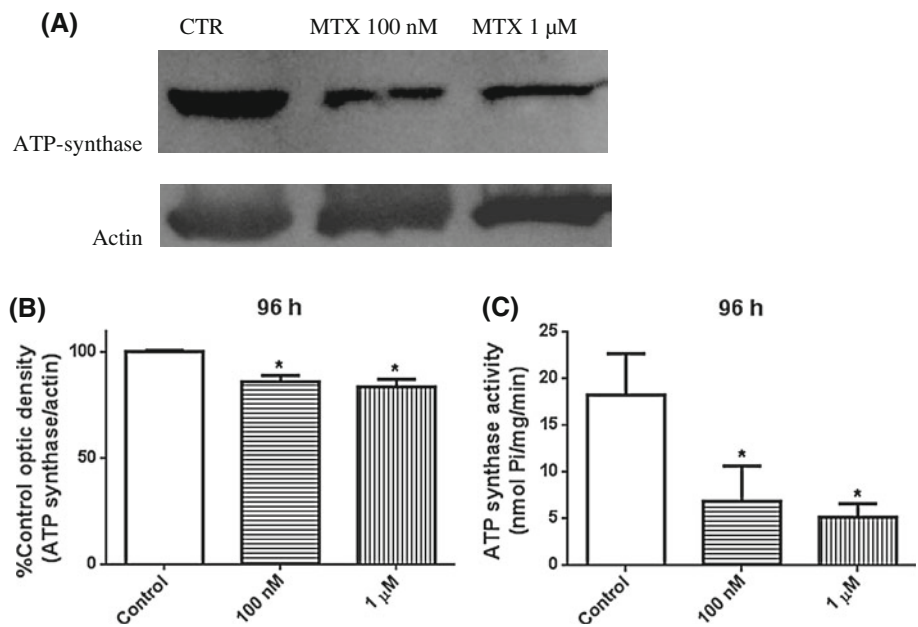 (A)
CTR MTX 100 nM MTX 1 µM
ATP-synthase
Actin
(B)
96 h
%Control optic density
(ATP synthase/actin)
100
50
0
Control
100 nM
1 µM
(C)
96 h
ATP synthase activity
(nmol Pi/mg/min)
25
20
15
10
5
0
Control
100 nM
1 µM
*
*
*
*